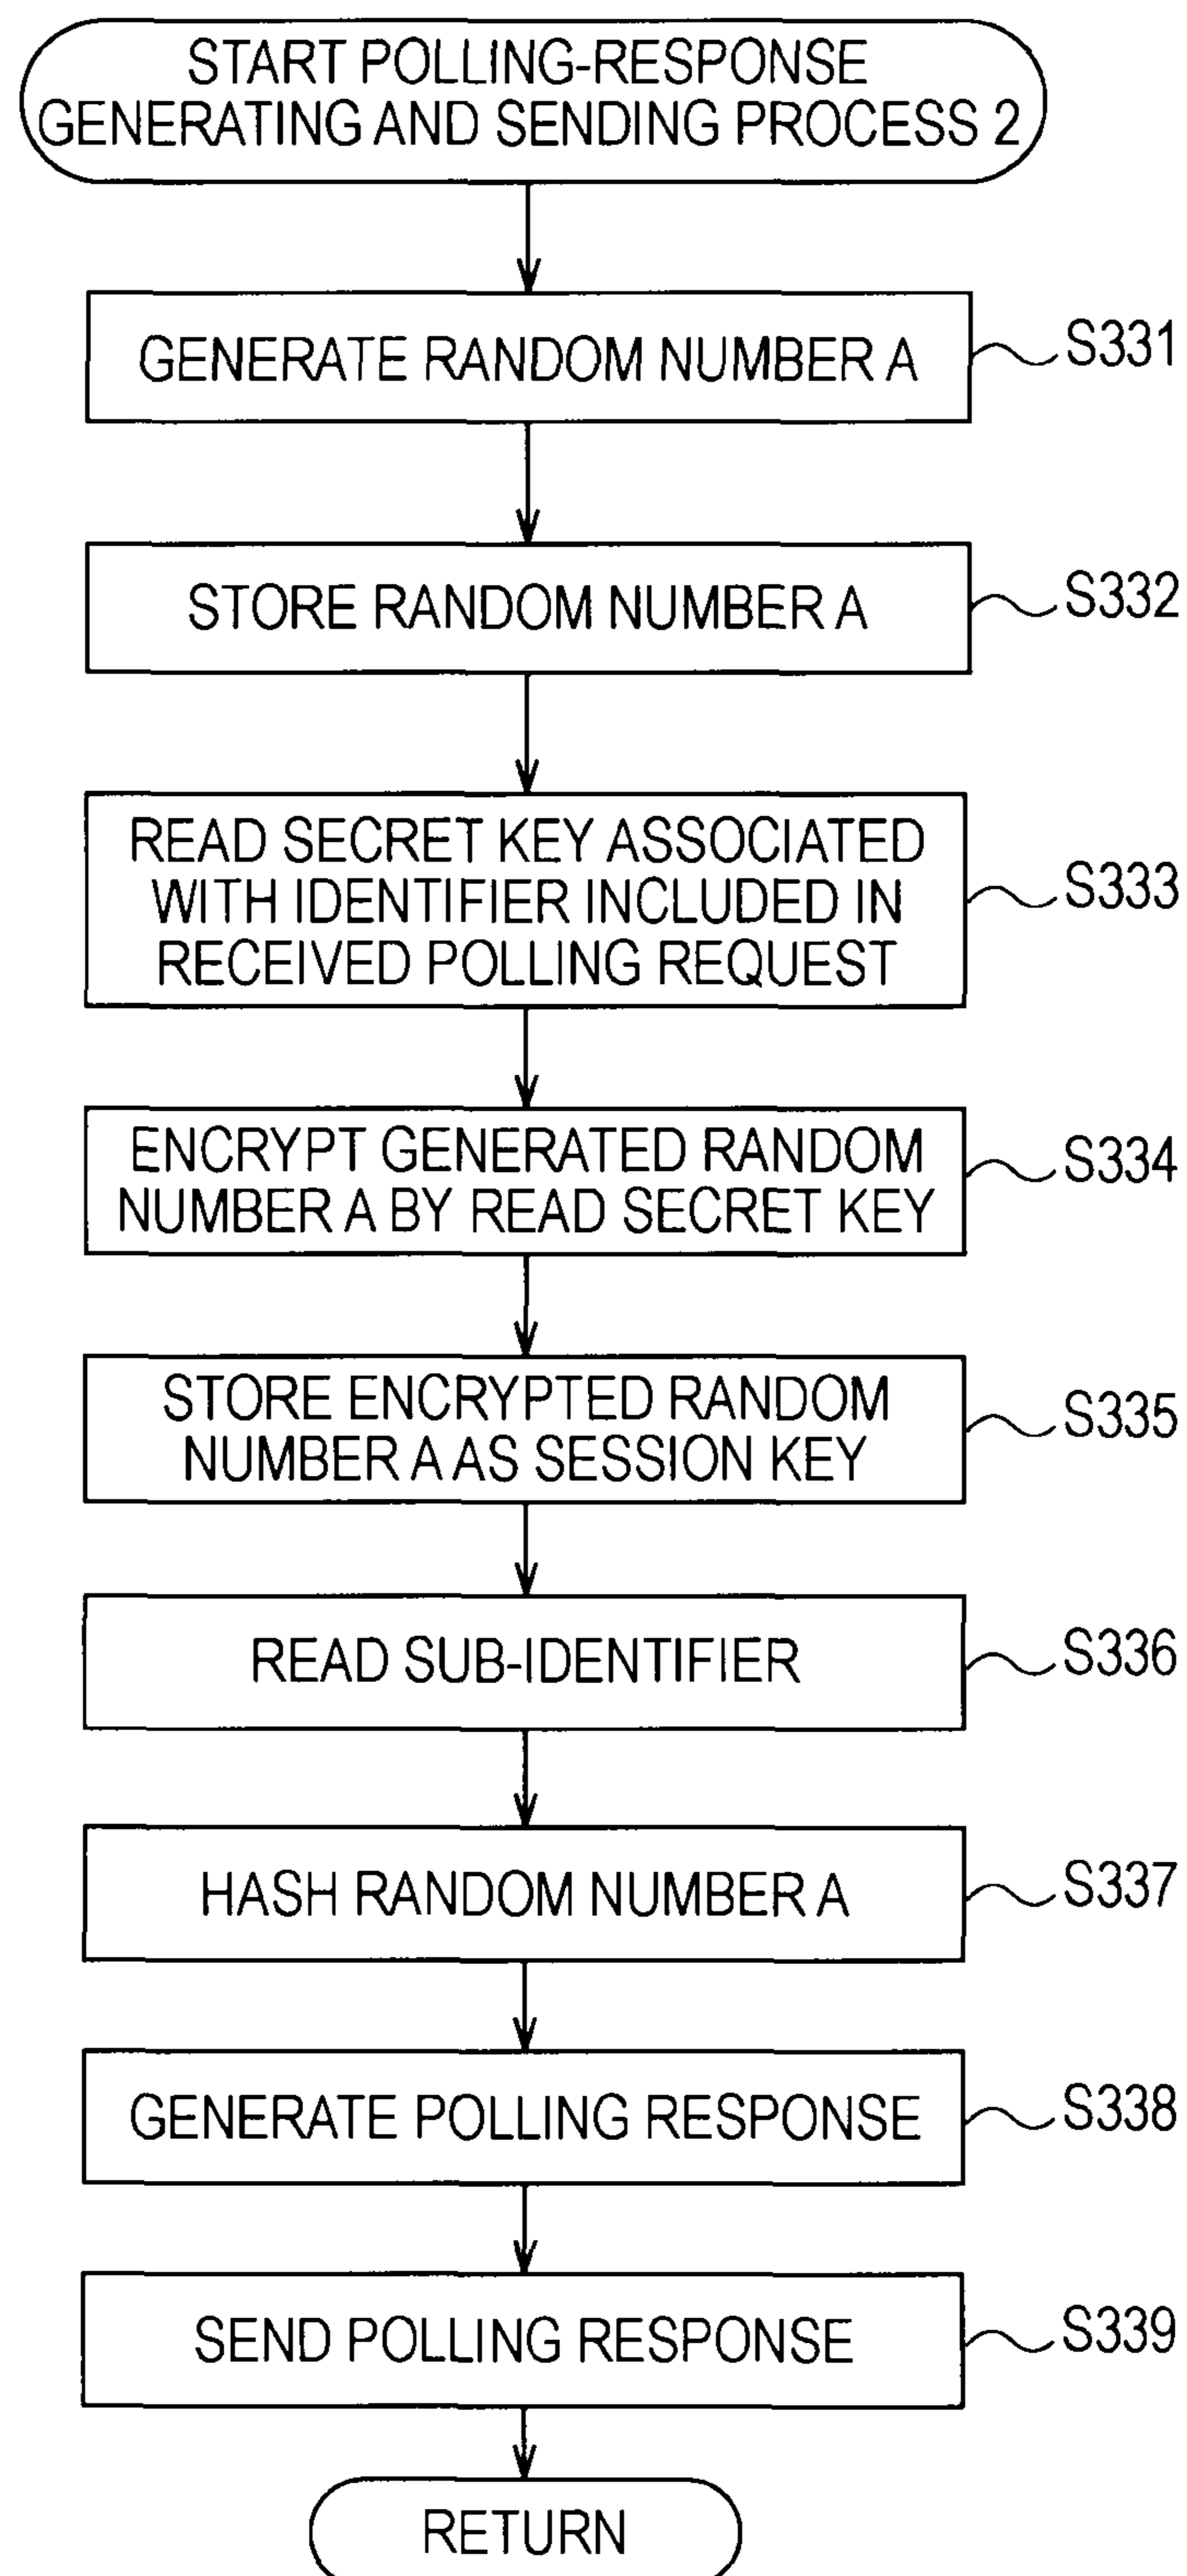 START POLLING-RESPONSE
GENERATING AND SENDING PROCESS 2
GENERATE RANDOM NUMBER A
S331
STORE RANDOM NUMBER A
S332
READ SECRET KEY ASSOCIATED
WITH IDENTIFIER INCLUDED IN
RECEIVED POLLING REQUEST
S333
ENCRYPT GENERATED RANDOM
NUMBER A BY READ SECRET KEY
S334
STORE ENCRYPTED RANDOM
NUMBER A AS SESSION KEY
S335
READ SUB-IDENTIFIER
S336
HASH RANDOM NUMBER A
S337
GENERATE POLLING RESPONSE
S338
SEND POLLING RESPONSE
S339
RETURN